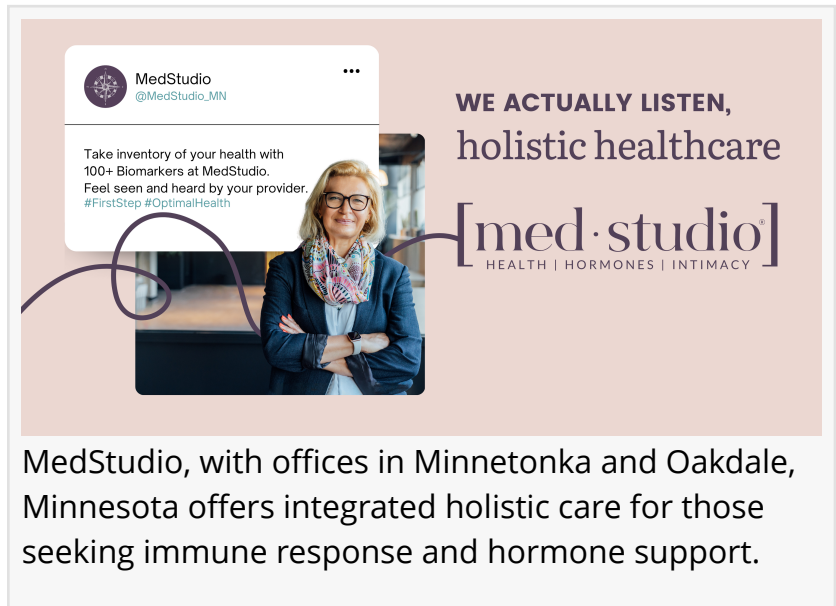 MedStudio
@MedStudio_MN
Take inventory of your health with
100+ Biomarkers at MedStudio.
Feel seen and heard by your provider.
#FirstStep #OptimalHealth
WE ACTUALLY LISTEN,
holistic healthcare
[med·studio®]
HEALTH | HORMONES | INTIMACY
MedStudio, with offices in Minnetonka and Oakdale,
Minnesota offers integrated holistic care for those
seeking immune response and hormone support.